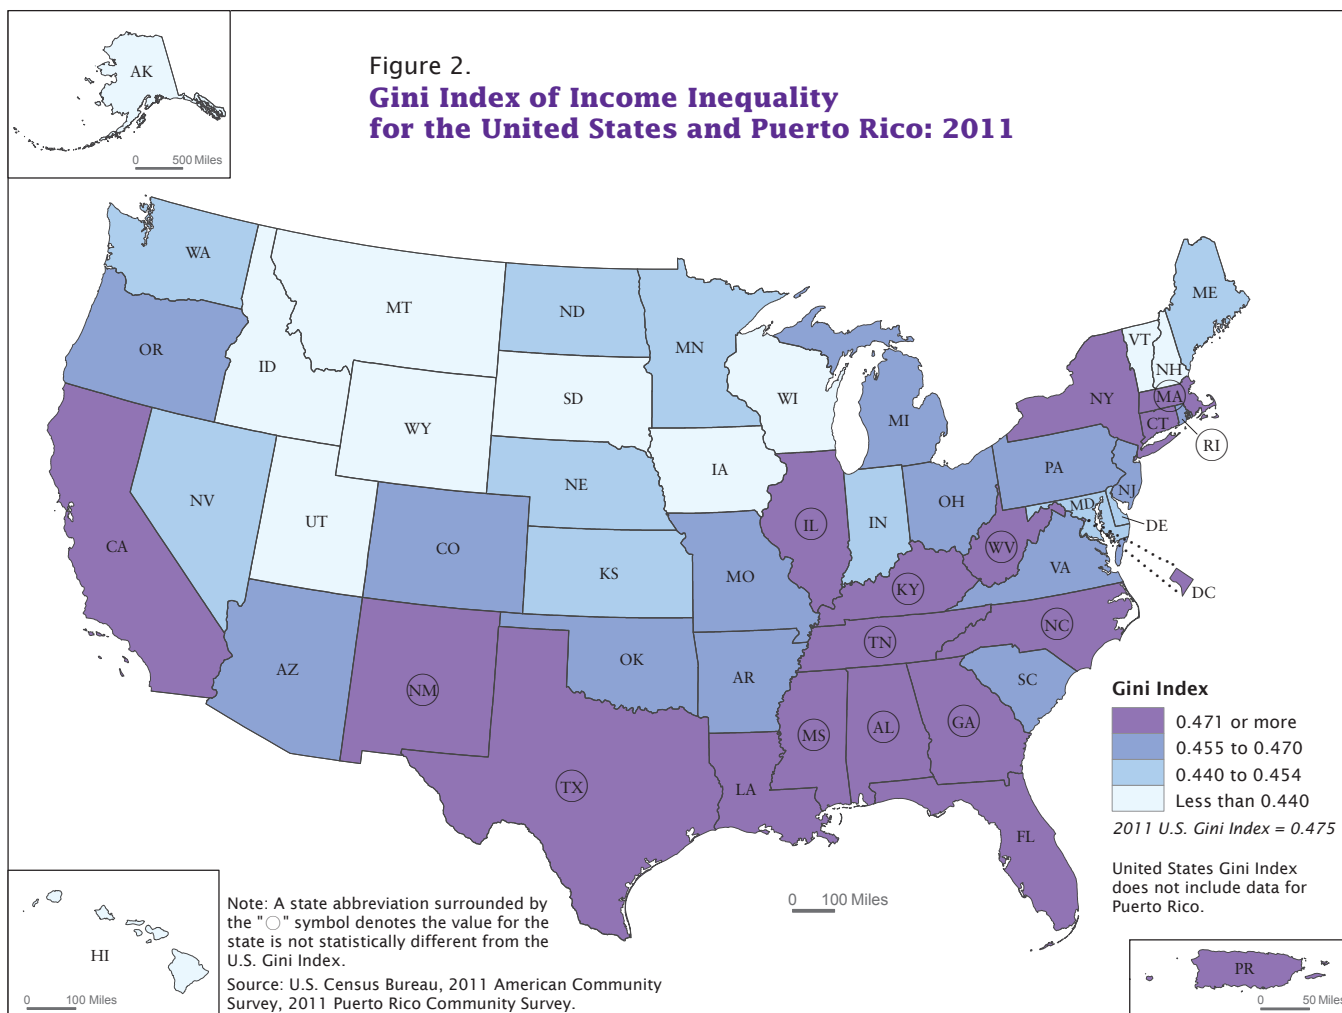 AK
0 500 Miles
Figure 2.
Gini Index of Income Inequality
for the United States and Puerto Rico: 2011
WA
MT
ND
MN
ME
OR
ID
VT
NH
SD
WI
NY
MA
WY
MI
CT
RI
IA
PA
NE
NV
OH
NJ
UT
IL
IN
MD
DE
CA
CO
WV
KS
MO
VA
KY
DC
NC
TN
OK
AZ
AR
SC
NM
GA
AL
MS
TX
LA
FL
Gini Index
0.471 or more
0.455 to 0.470
0.440 to 0.454
Less than 0.440
2011 U.S. Gini Index = 0.475
United States Gini Index
does not include data for
Puerto Rico.
0 100 Miles
HI
0 100 Miles
Note: A state abbreviation surrounded by
the "○" symbol denotes the value for the
state is not statistically different from the
U.S. Gini Index.
Source: U.S. Census Bureau, 2011 American Community
Survey, 2011 Puerto Rico Community Survey.
PR
0 50 Miles